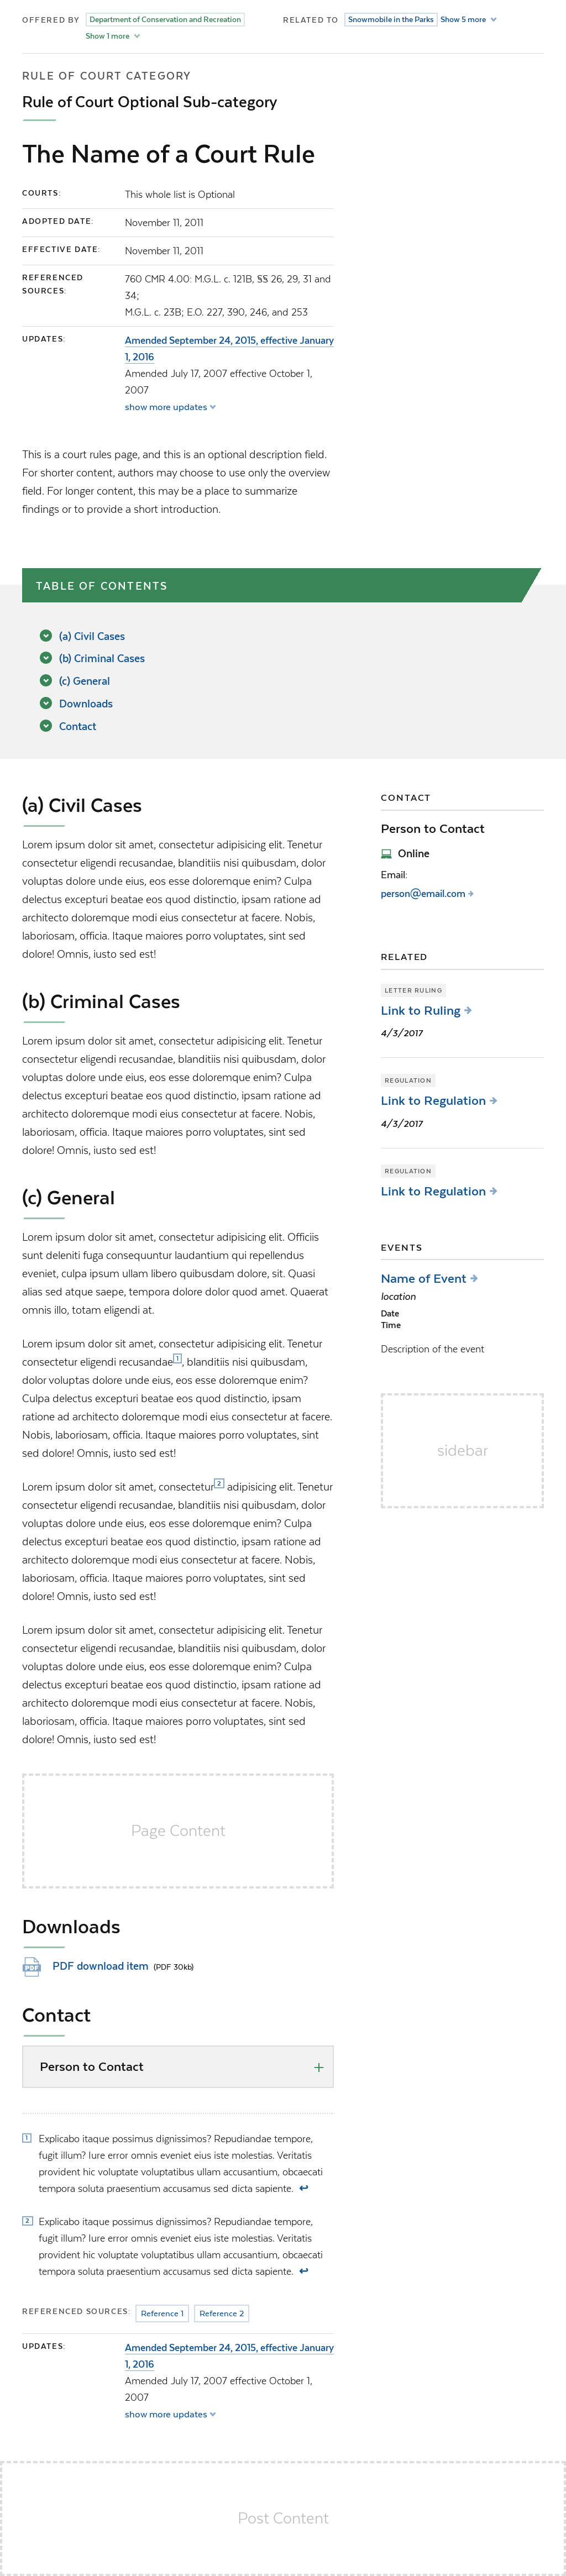 OFFERED BY Department of Conservation and Recreation
Show 1 more
RELATED TO Snowmobile in the Parks Show 5 more
RULE OF COURT CATEGORY
Rule of Court Optional Sub-category
The Name of a Court Rule
COURTS: This whole list is Optional
ADOPTED DATE: November 11, 2011
EFFECTIVE DATE: November 11, 2011
REFERENCED SOURCES: 760 CMR 4.00: M.G.L. c. 121B, §§ 26, 29, 31 and
34;
M.G.L. c. 23B; E.O. 227, 390, 246, and 253
UPDATES: Amended September 24, 2015, effective January
1, 2016
Amended July 17, 2007 effective October 1,
2007
show more updates
This is a court rules page, and this is an optional description field.
For shorter content, authors may choose to use only the overview
field. For longer content, this may be a place to summarize
findings or to provide a short introduction.
TABLE OF CONTENTS
(a) Civil Cases
(b) Criminal Cases
(c) General
Downloads
Contact
(a) Civil Cases
Lorem ipsum dolor sit amet, consectetur adipisicing elit. Tenetur
consectetur eligendi recusandae, blanditiis nisi quibusdam, dolor
voluptas dolore unde eius, eos esse doloremque enim? Culpa
delectus excepturi beatae eos quod distinctio, ipsam ratione ad
architecto doloremque modi eius consectetur at facere. Nobis,
laboriosam, officia. Itaque maiores porro voluptates, sint sed
dolore! Omnis, iusto sed est!
(b) Criminal Cases
Lorem ipsum dolor sit amet, consectetur adipisicing elit. Tenetur
consectetur eligendi recusandae, blanditiis nisi quibusdam, dolor
voluptas dolore unde eius, eos esse doloremque enim? Culpa
delectus excepturi beatae eos quod distinctio, ipsam ratione ad
architecto doloremque modi eius consectetur at facere. Nobis,
laboriosam, officia. Itaque maiores porro voluptates, sint sed
dolore! Omnis, iusto sed est!
(c) General
Lorem ipsum dolor sit amet, consectetur adipisicing elit. Officiis
sunt deleniti fuga consequuntur laudantium qui repellendus
eveniet, culpa ipsum ullam libero quibusdam dolore, sit. Quasi
alias sed atque saepe, tempora dolore dolor quod amet. Quaerat
omnis illo, totam eligendi at.
Lorem ipsum dolor sit amet, consectetur adipisicing elit. Tenetur
consectetur eligendi recusandae1, blanditiis nisi quibusdam,
dolor voluptas dolore unde eius, eos esse doloremque enim?
Culpa delectus excepturi beatae eos quod distinctio, ipsam
ratione ad architecto doloremque modi eius consectetur at facere.
Nobis, laboriosam, officia. Itaque maiores porro voluptates, sint
sed dolore! Omnis, iusto sed est!
Lorem ipsum dolor sit amet, consectetur2 adipisicing elit. Tenetur
consectetur eligendi recusandae, blanditiis nisi quibusdam, dolor
voluptas dolore unde eius, eos esse doloremque enim? Culpa
delectus excepturi beatae eos quod distinctio, ipsam ratione ad
architecto doloremque modi eius consectetur at facere. Nobis,
laboriosam, officia. Itaque maiores porro voluptates, sint sed
dolore! Omnis, iusto sed est!
Lorem ipsum dolor sit amet, consectetur adipisicing elit. Tenetur
consectetur eligendi recusandae, blanditiis nisi quibusdam, dolor
voluptas dolore unde eius, eos esse doloremque enim? Culpa
delectus excepturi beatae eos quod distinctio, ipsam ratione ad
architecto doloremque modi eius consectetur at facere. Nobis,
laboriosam, officia. Itaque maiores porro voluptates, sint sed
dolore! Omnis, iusto sed est!
Page Content
Downloads
PDF
PDF download item (PDF 30kb)
Contact
Person to Contact
1 Explicabo itaque possimus dignissimos? Repudiandae tempore,
fugit illum? Iure error omnis eveniet eius iste molestias. Veritatis
provident hic voluptate voluptatibus ullam accusantium, obcaecati
tempora soluta praesentium accusamus sed dicta sapiente.
2 Explicabo itaque possimus dignissimos? Repudiandae tempore,
fugit illum? Iure error omnis eveniet eius iste molestias. Veritatis
provident hic voluptate voluptatibus ullam accusantium, obcaecati
tempora soluta praesentium accusamus sed dicta sapiente.
REFERENCED SOURCES: Reference 1 Reference 2
UPDATES: Amended September 24, 2015, effective January
1, 2016
Amended July 17, 2007 effective October 1,
2007
show more updates
CONTACT
Person to Contact
Online
Email:
person@email.com
RELATED
LETTER RULING
Link to Ruling
4/3/2017
REGULATION
Link to Regulation
4/3/2017
REGULATION
Link to Regulation
EVENTS
Name of Event
location
Date
Time
Description of the event
sidebar
Post Content